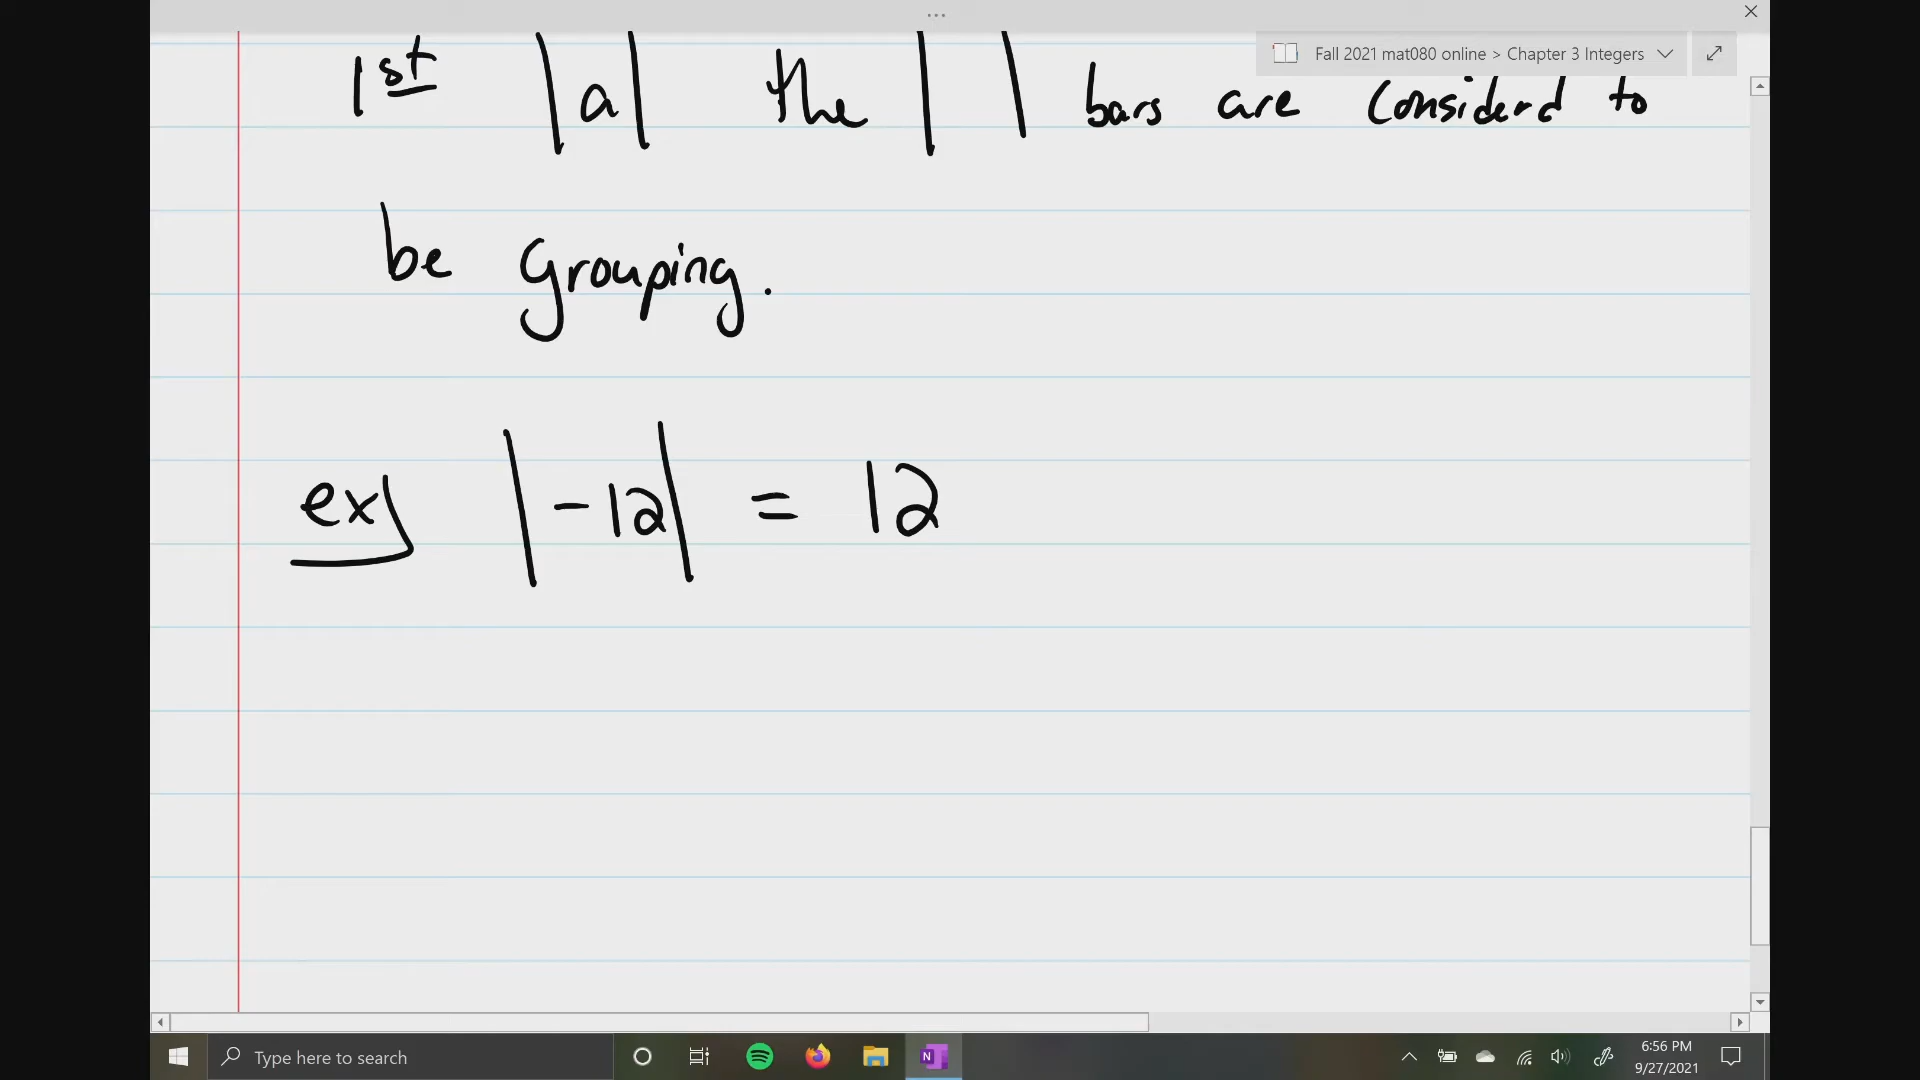 Fall 2021 mat080 online > Chapter 3 Integers
1st |a| the | | bars are Considerd to
be grouping.
ex) |-12| = 12
Type here to search
6:56 PM
9/27/2021